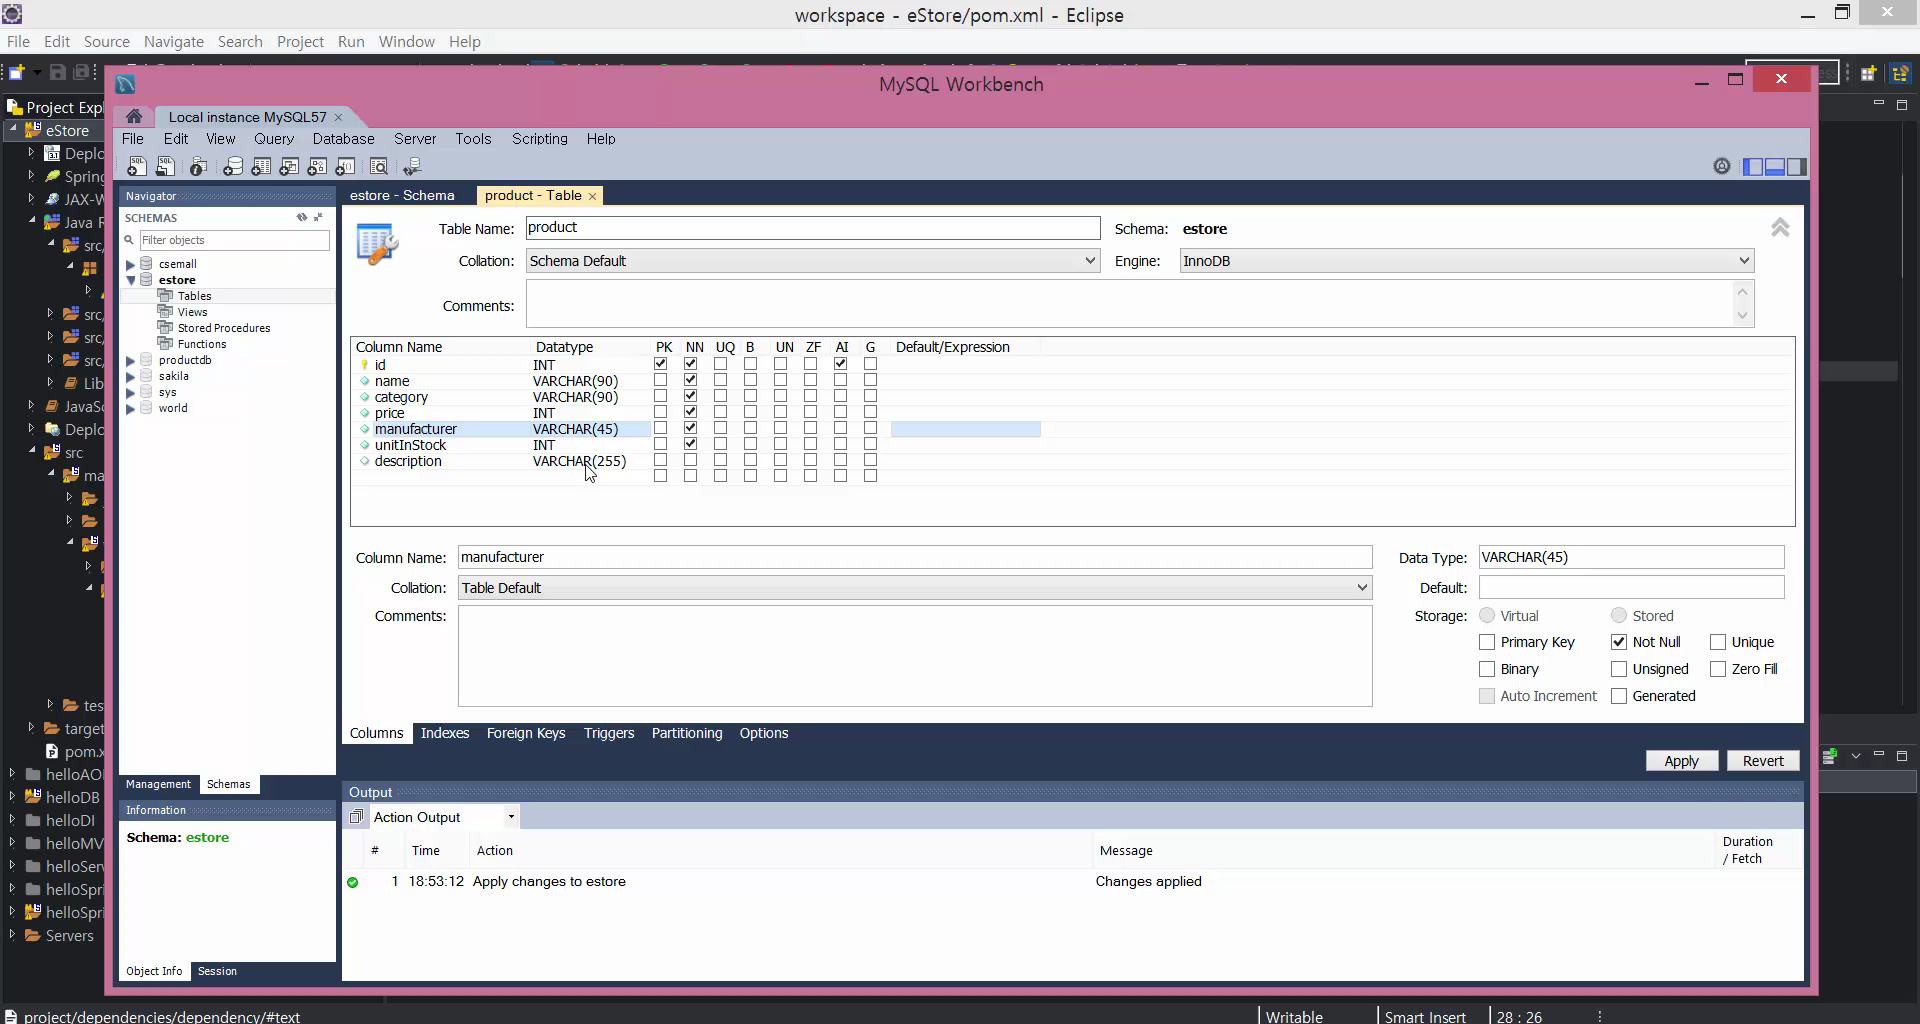 workspace - eStore/pom.xml - Eclipse
File Edit Source Navigate Search Project Run Window Help
MySQL Workbench
Project Exp
Local instance MySQL57
eStore
File Edit View Query Database Server Tools Scripting Help
Deplo
Spring
JAX-W
Java R
src/
src/
src/
src/
Lib
JavaSc
Deplo
src
ma
tes
target
pom.x
helloAO
helloDB
helloDI
helloMV
helloServ
helloSpri
helloSpri
Servers
Navigator
SCHEMAS
Filter objects
csemall
estore
Tables
Views
Stored Procedures
Functions
productdb
sakila
sys
world
Management Schemas
Information
Schema: estore
Object Info Session
estore - Schema product - Table
Table Name: product Schema: estore
Collation: Schema Default Engine: InnoDB
Comments:
Column Name Datatype PK NN UQ B UN ZF AI G Default/Expression
id INT
name VARCHAR(90)
category VARCHAR(90)
price INT
manufacturer VARCHAR(45)
unitInStock INT
description VARCHAR(255)
Column Name: manufacturer Data Type: VARCHAR(45)
Collation: Table Default Default:
Comments: Storage: Virtual Stored
Primary Key Not Null Unique
Binary Unsigned Zero Fill
Auto Increment Generated
Columns Indexes Foreign Keys Triggers Partitioning Options
Apply Revert
Output
Action Output
# Time Action Message Duration / Fetch
1 18:53:12 Apply changes to estore Changes applied
project/dependencies/dependency/#text Writable Smart Insert 28 : 26